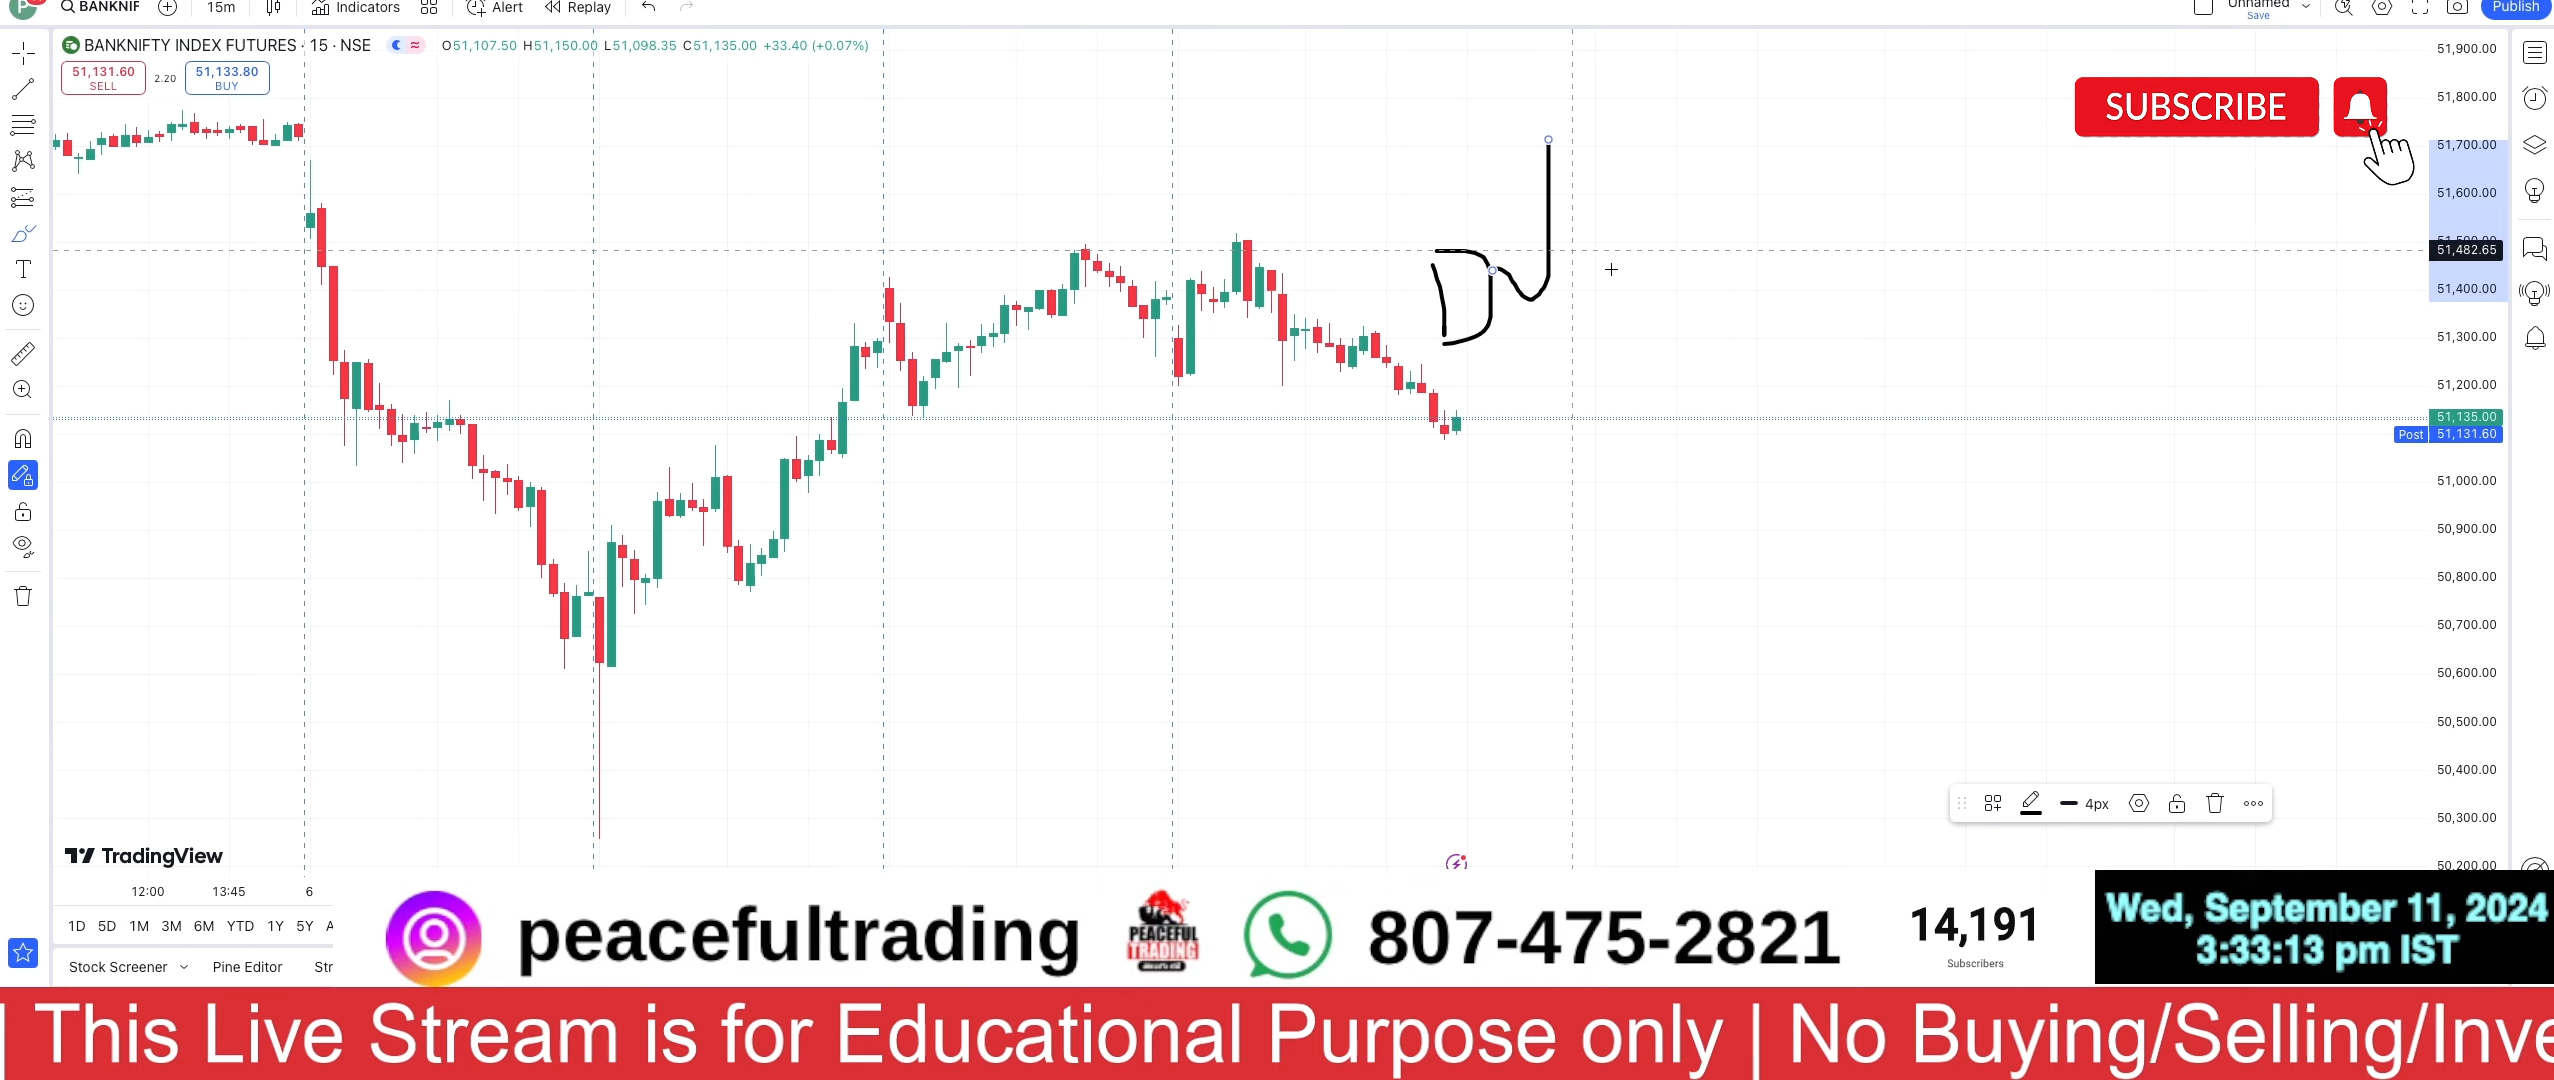 BANKNIF 15m Indicators Alert Replay Unnamed Save Publish
BANKNIFTY INDEX FUTURES · 15 · NSE O51,107.50 H51,150.00 L51,098.35 C51,135.00 +33.40 (+0.07%)
51,131.60 SELL 2.20 51,133.80 BUY
SUBSCRIBE
51,900.00
51,800.00
51,700.00
51,600.00
51,482.65
51,400.00
51,300.00
51,200.00
51,135.00
Post 51,131.60
51,000.00
50,900.00
50,800.00
50,700.00
50,600.00
50,500.00
50,400.00
50,300.00
50,200.00
4px
TradingView
12:00 13:45 6
1D 5D 1M 3M 6M YTD 1Y 5Y A
Stock Screener Pine Editor Str
peacefultrading
PEACEFUL
TRADING
807-475-2821
14,191
Subscribers
Wed, September 11, 2024
3:33:13 pm IST
| This Live Stream is for Educational Purpose only | No Buying/Selling/Inve